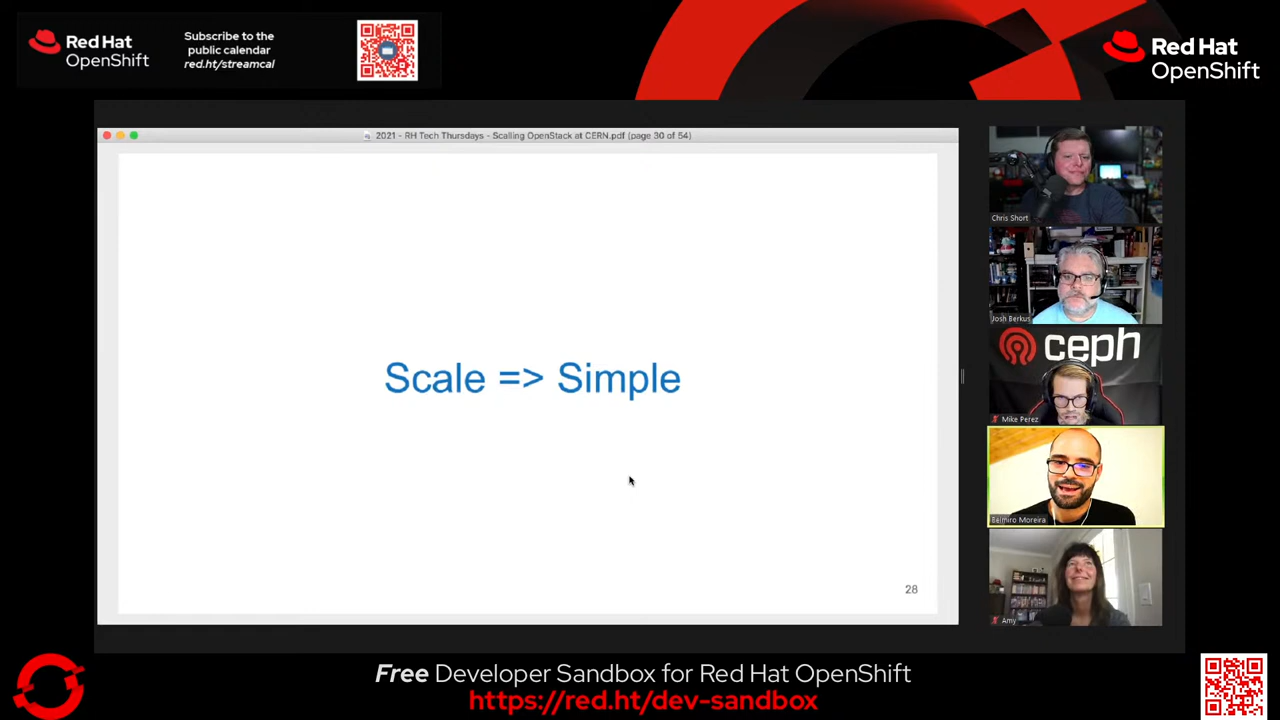 Red Hat
OpenShift
Subscribe to the
public calendar
red.ht/streamcal
Red Hat
OpenShift
2021 - RH Tech Thursdays - Scalling OpenStack at CERN.pdf (page 30 of 54)
Scale => Simple
28
Chris Short
Josh Berkus
ceph
Mike Perez
Belmiro Moreira
Amy
Free Developer Sandbox for Red Hat OpenShift
https://red.ht/dev-sandbox